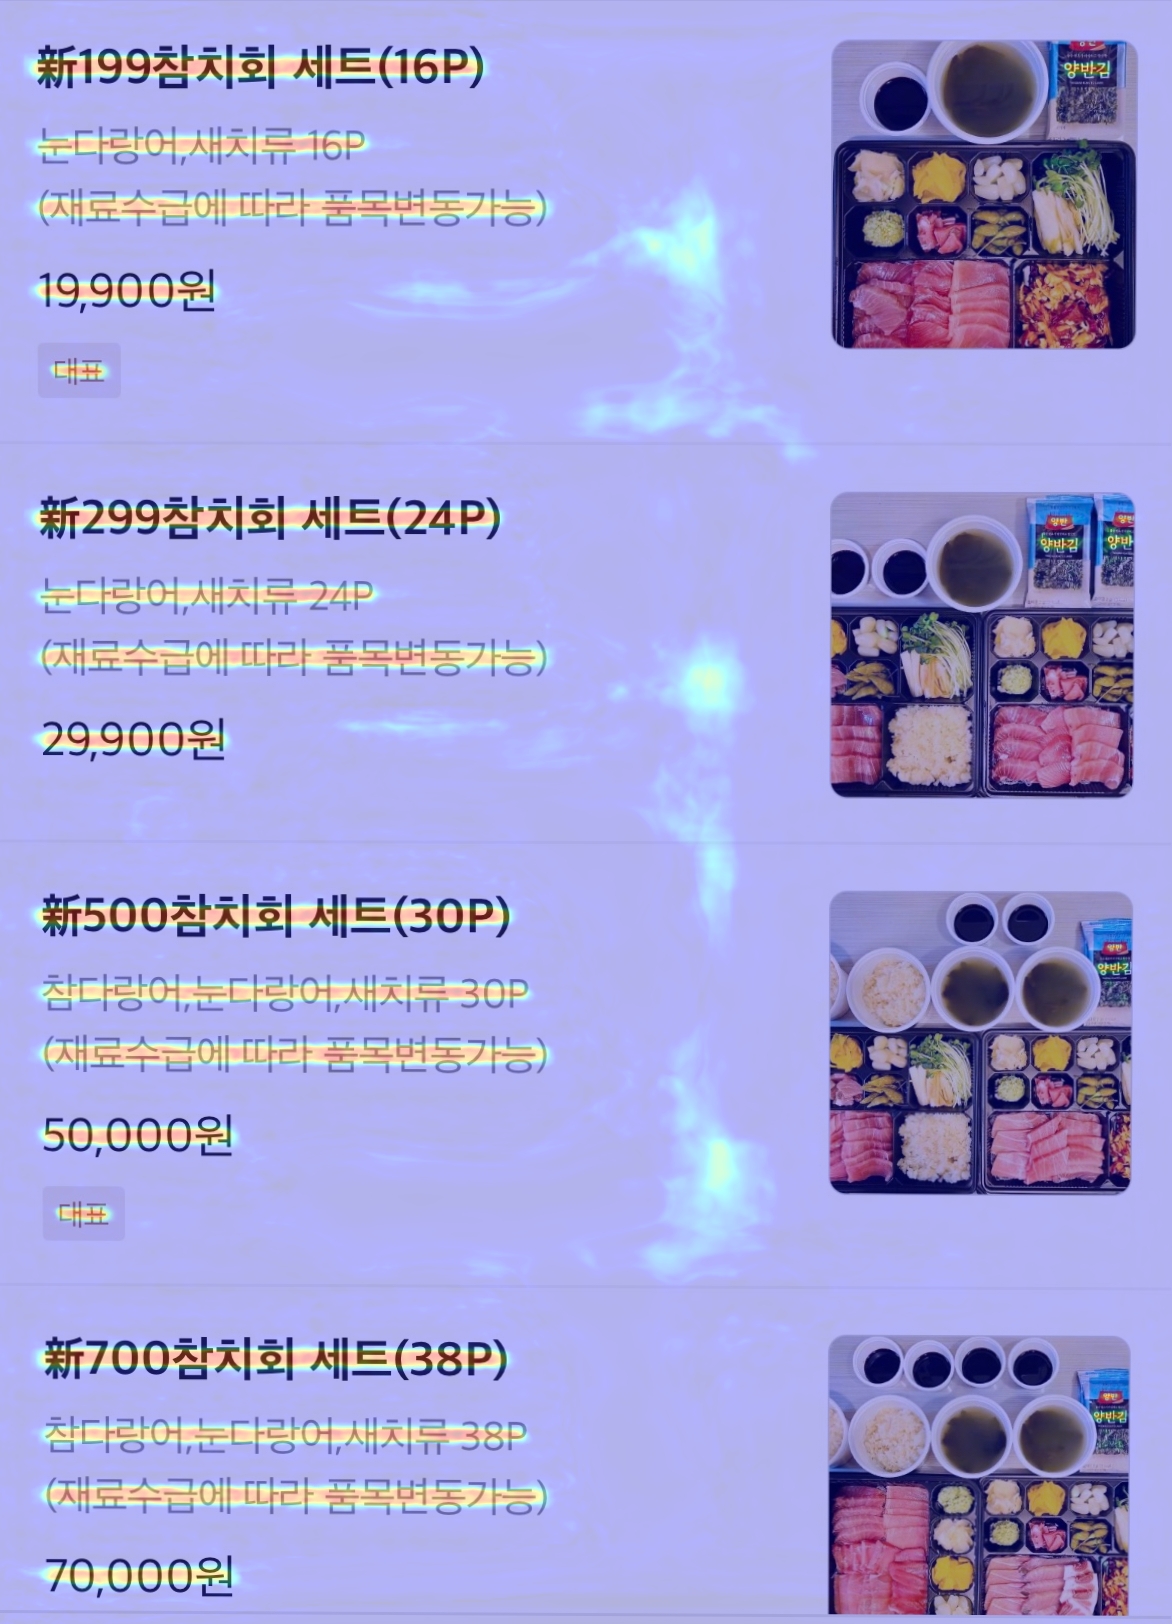 新199참치회 세트(16P)
눈다랑어,새치류 16P
(재료수급에 따라 품목변동가능)
19,900원
대표
양반김
新299참치회 세트(24P)
눈다랑어,새치류 24P
(재료수급에 따라 품목변동가능)
29,900원
양반
양반김
양반
양반김
新500참치회 세트(30P)
참다랑어,눈다랑어,새치류 30P
(재료수급에 따라 품목변동가능)
50,000원
대표
양반
양반김
新700참치회 세트(38P)
참다랑어,눈다랑어,새치류 38P
(재료수급에 따라 품목변동가능)
70,000원
양반
양반김